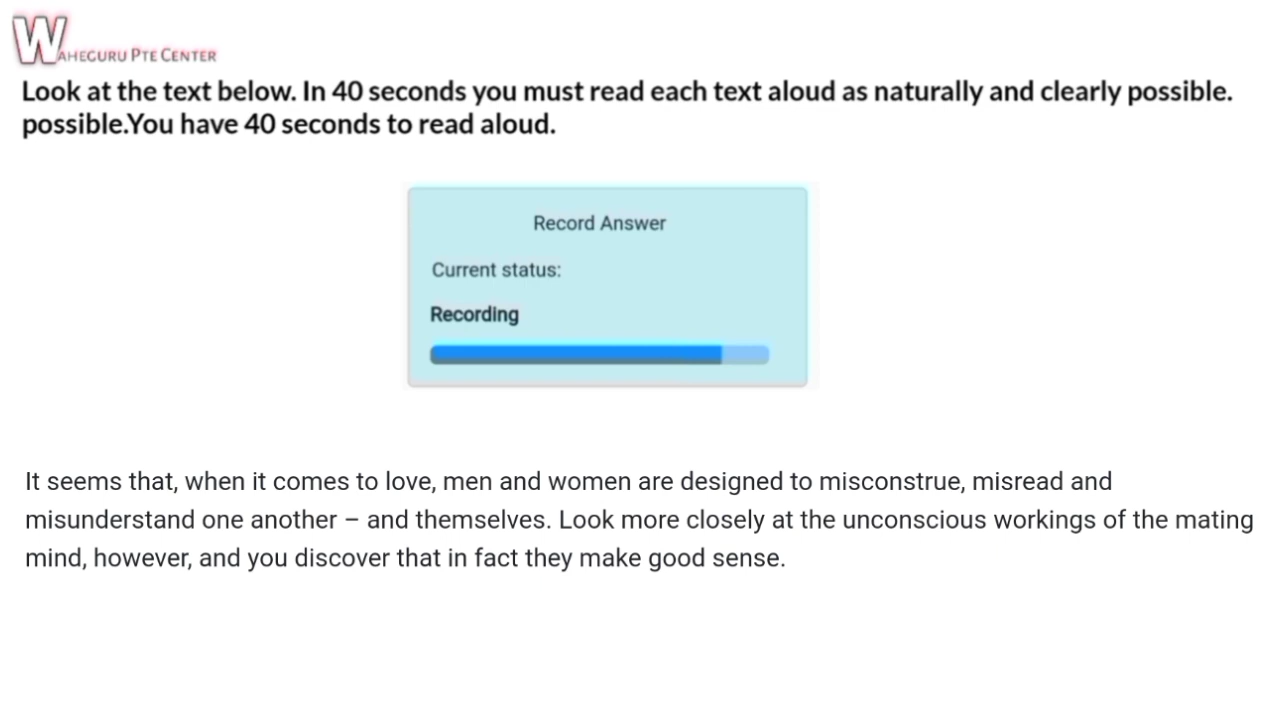 WAHEGURU PTE CENTER
Look at the text below. In 40 seconds you must read each text aloud as naturally and clearly possible.
possible.You have 40 seconds to read aloud.
Record Answer
Current status:
Recording
It seems that, when it comes to love, men and women are designed to misconstrue, misread and
misunderstand one another – and themselves. Look more closely at the unconscious workings of the mating
mind, however, and you discover that in fact they make good sense.